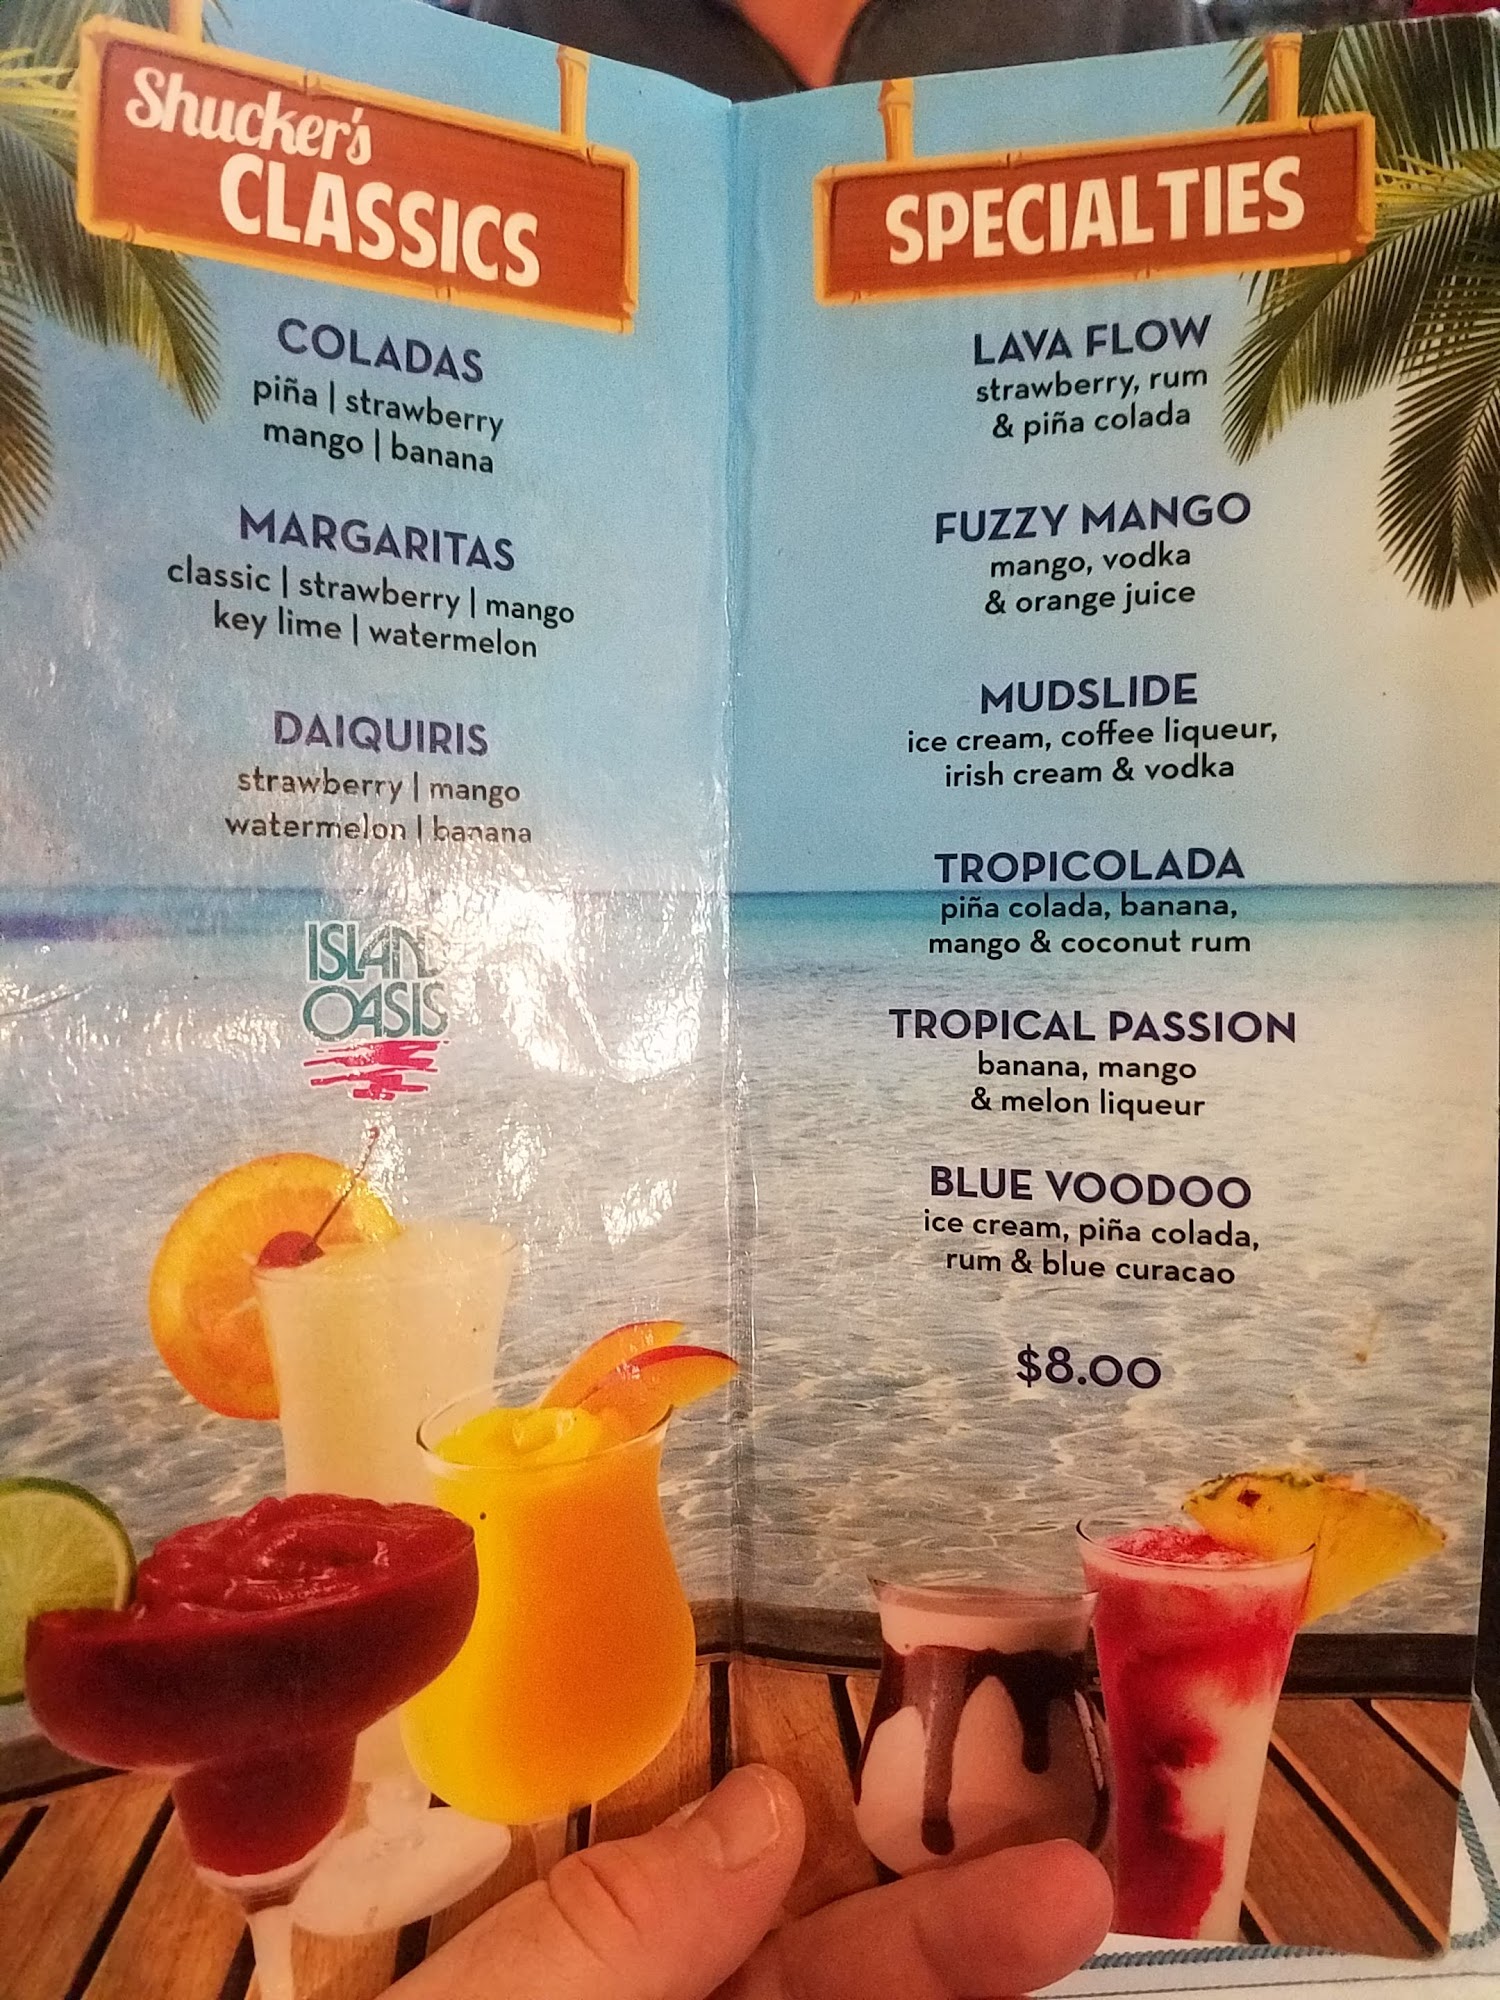 Shucker's
CLASSICS
COLADAS
piña | strawberry
mango | banana
MARGARITAS
classic | strawberry | mango
key lime | watermelon
DAIQUIRIS
strawberry | mango
watermelon | banana
ISLAND
OASIS
SPECIALTIES
LAVA FLOW
strawberry, rum
& piña colada
FUZZY MANGO
mango, vodka
& orange juice
MUDSLIDE
ice cream, coffee liqueur,
irish cream & vodka
TROPICOLADA
piña colada, banana,
mango & coconut rum
TROPICAL PASSION
banana, mango
& melon liqueur
BLUE VOODOO
ice cream, piña colada,
rum & blue curacao
$8.00